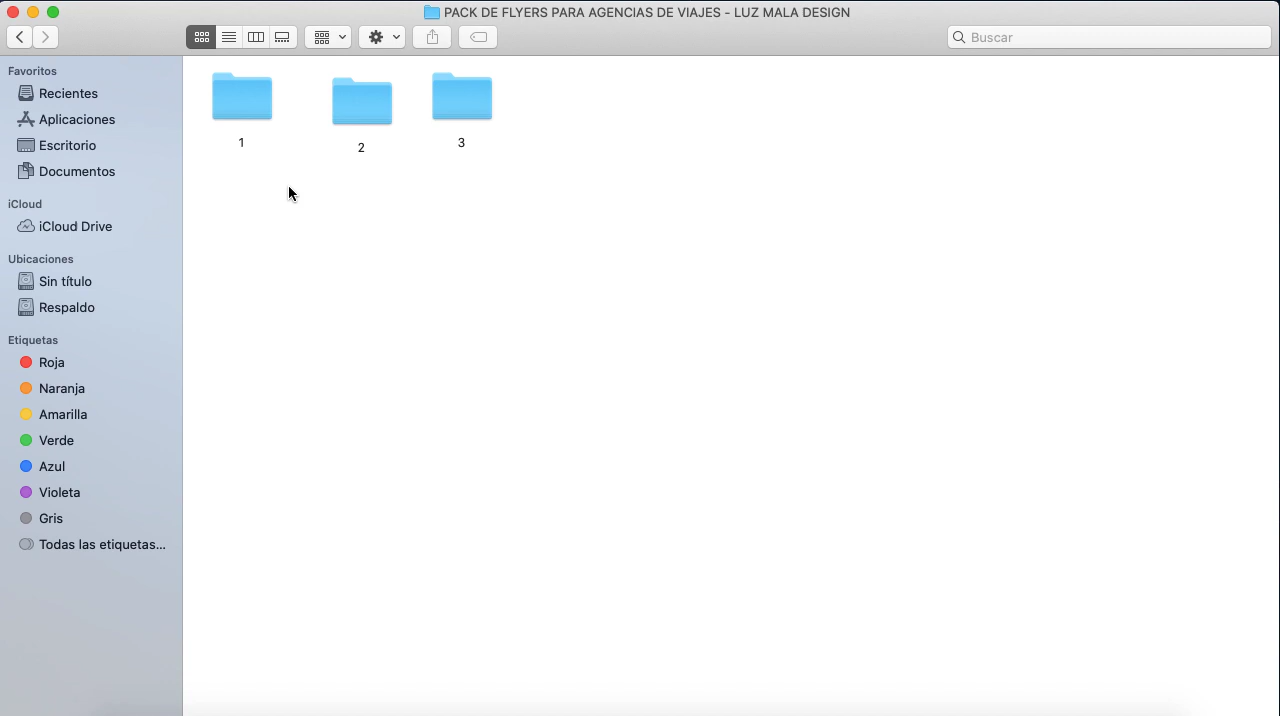 PACK DE FLYERS PARA AGENCIAS DE VIAJES - LUZ MALA DESIGN
Buscar
Favoritos
Recientes
Aplicaciones
Escritorio
Documentos
iCloud
iCloud Drive
Ubicaciones
Sin título
Respaldo
Etiquetas
Roja
Naranja
Amarilla
Verde
Azul
Violeta
Gris
Todas las etiquetas...
1
2
3